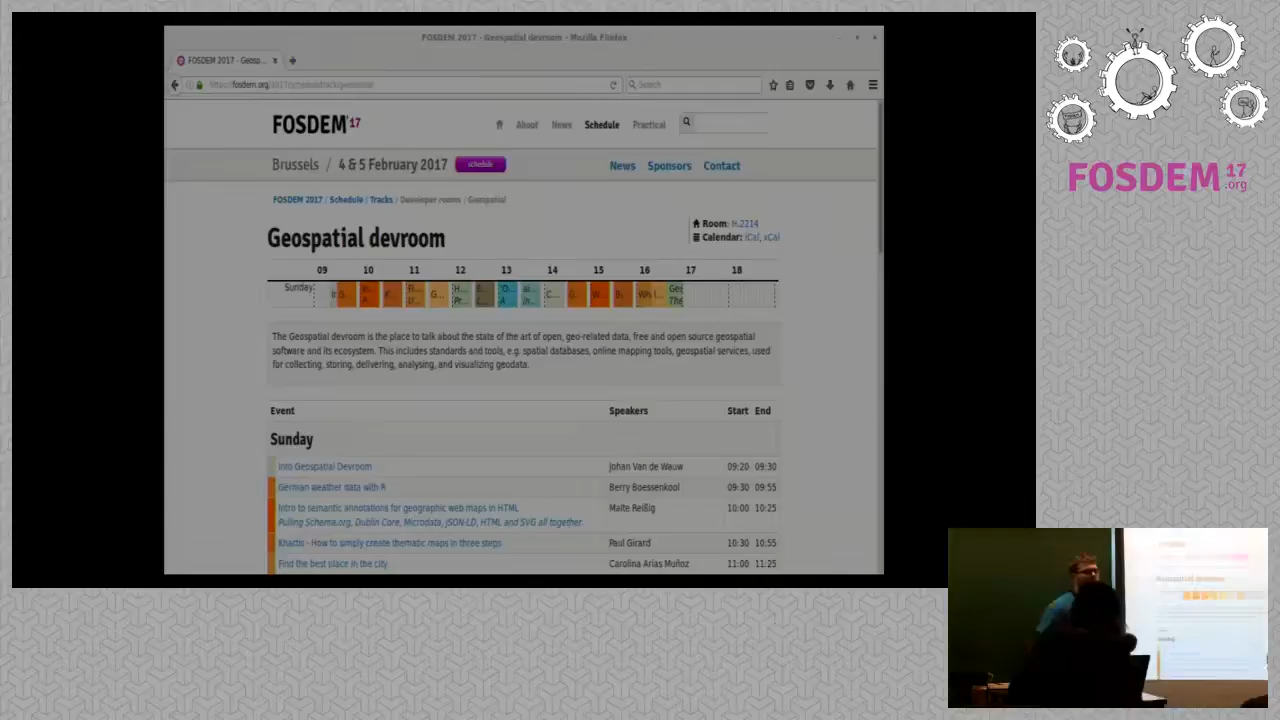 FOSDEM 2017 - Geospatial devroom - Mozilla Firefox
FOSDEM 2017 - Geosp...
Search
FOSDEM'17
About News Schedule Practical
Brussels / 4 & 5 February 2017 schedule
News Sponsors Contact
FOSDEM 2017 / Schedule / Tracks / Developer rooms / Geospatial
Room: H.2214
Geospatial devroom
Calendar: iCal, xCal
09 10 11 12 13 14 15 16 17 18
Sunday
The Geospatial devroom is the place to talk about the state of the art of open, geo-related data, free and open source geospatial
software and its ecosystem. This includes standards and tools, e.g. spatial databases, online mapping tools, geospatial services, used
for collecting, storing, delivering, analysing, and visualizing geodata.
Event Speakers Start End
Sunday
Into Geospatial Devroom Johan Van de Wauw 09:20 09:30
German weather data with R Berry Boessenkool 09:30 09:55
Intro to semantic annotations for geographic web maps in HTML Malte Reißig 10:00 10:25
Pulling Schema.org, Dublin Core, Microdata, JSON-LD, HTML and SVG all together.
Khactis - How to simply create thematic maps in three steps Paul Girard 10:30 10:55
Find the best place in the city Carolina Arias Muñoz 11:00 11:25
FOSDEM 17 .org